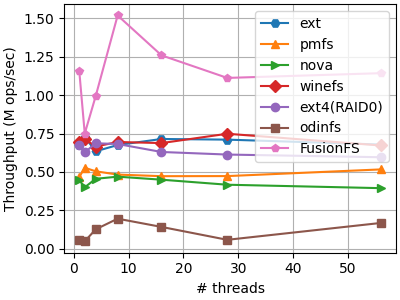 1.50
1.25
1.00
0.75
0.50
0.25
0.00
Throughput (M ops/sec)
ext
pmfs
nova
winefs
ext4(RAID0)
odinfs
FusionFS
0 10 20 30 40 50
# threads